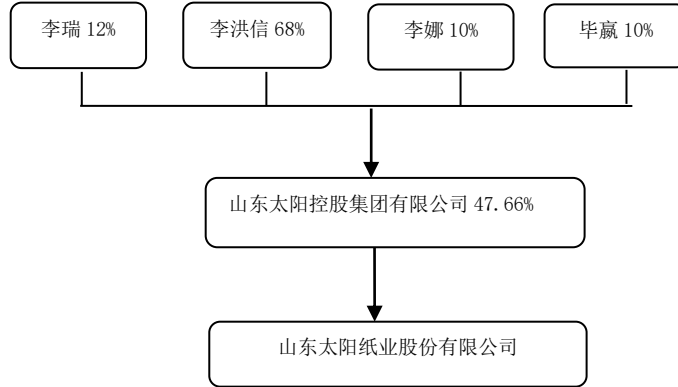 李瑞 12%
李洪信 68%
李娜 10%
毕嬴 10%
山东太阳控股集团有限公司 47.66%
山东太阳纸业股份有限公司